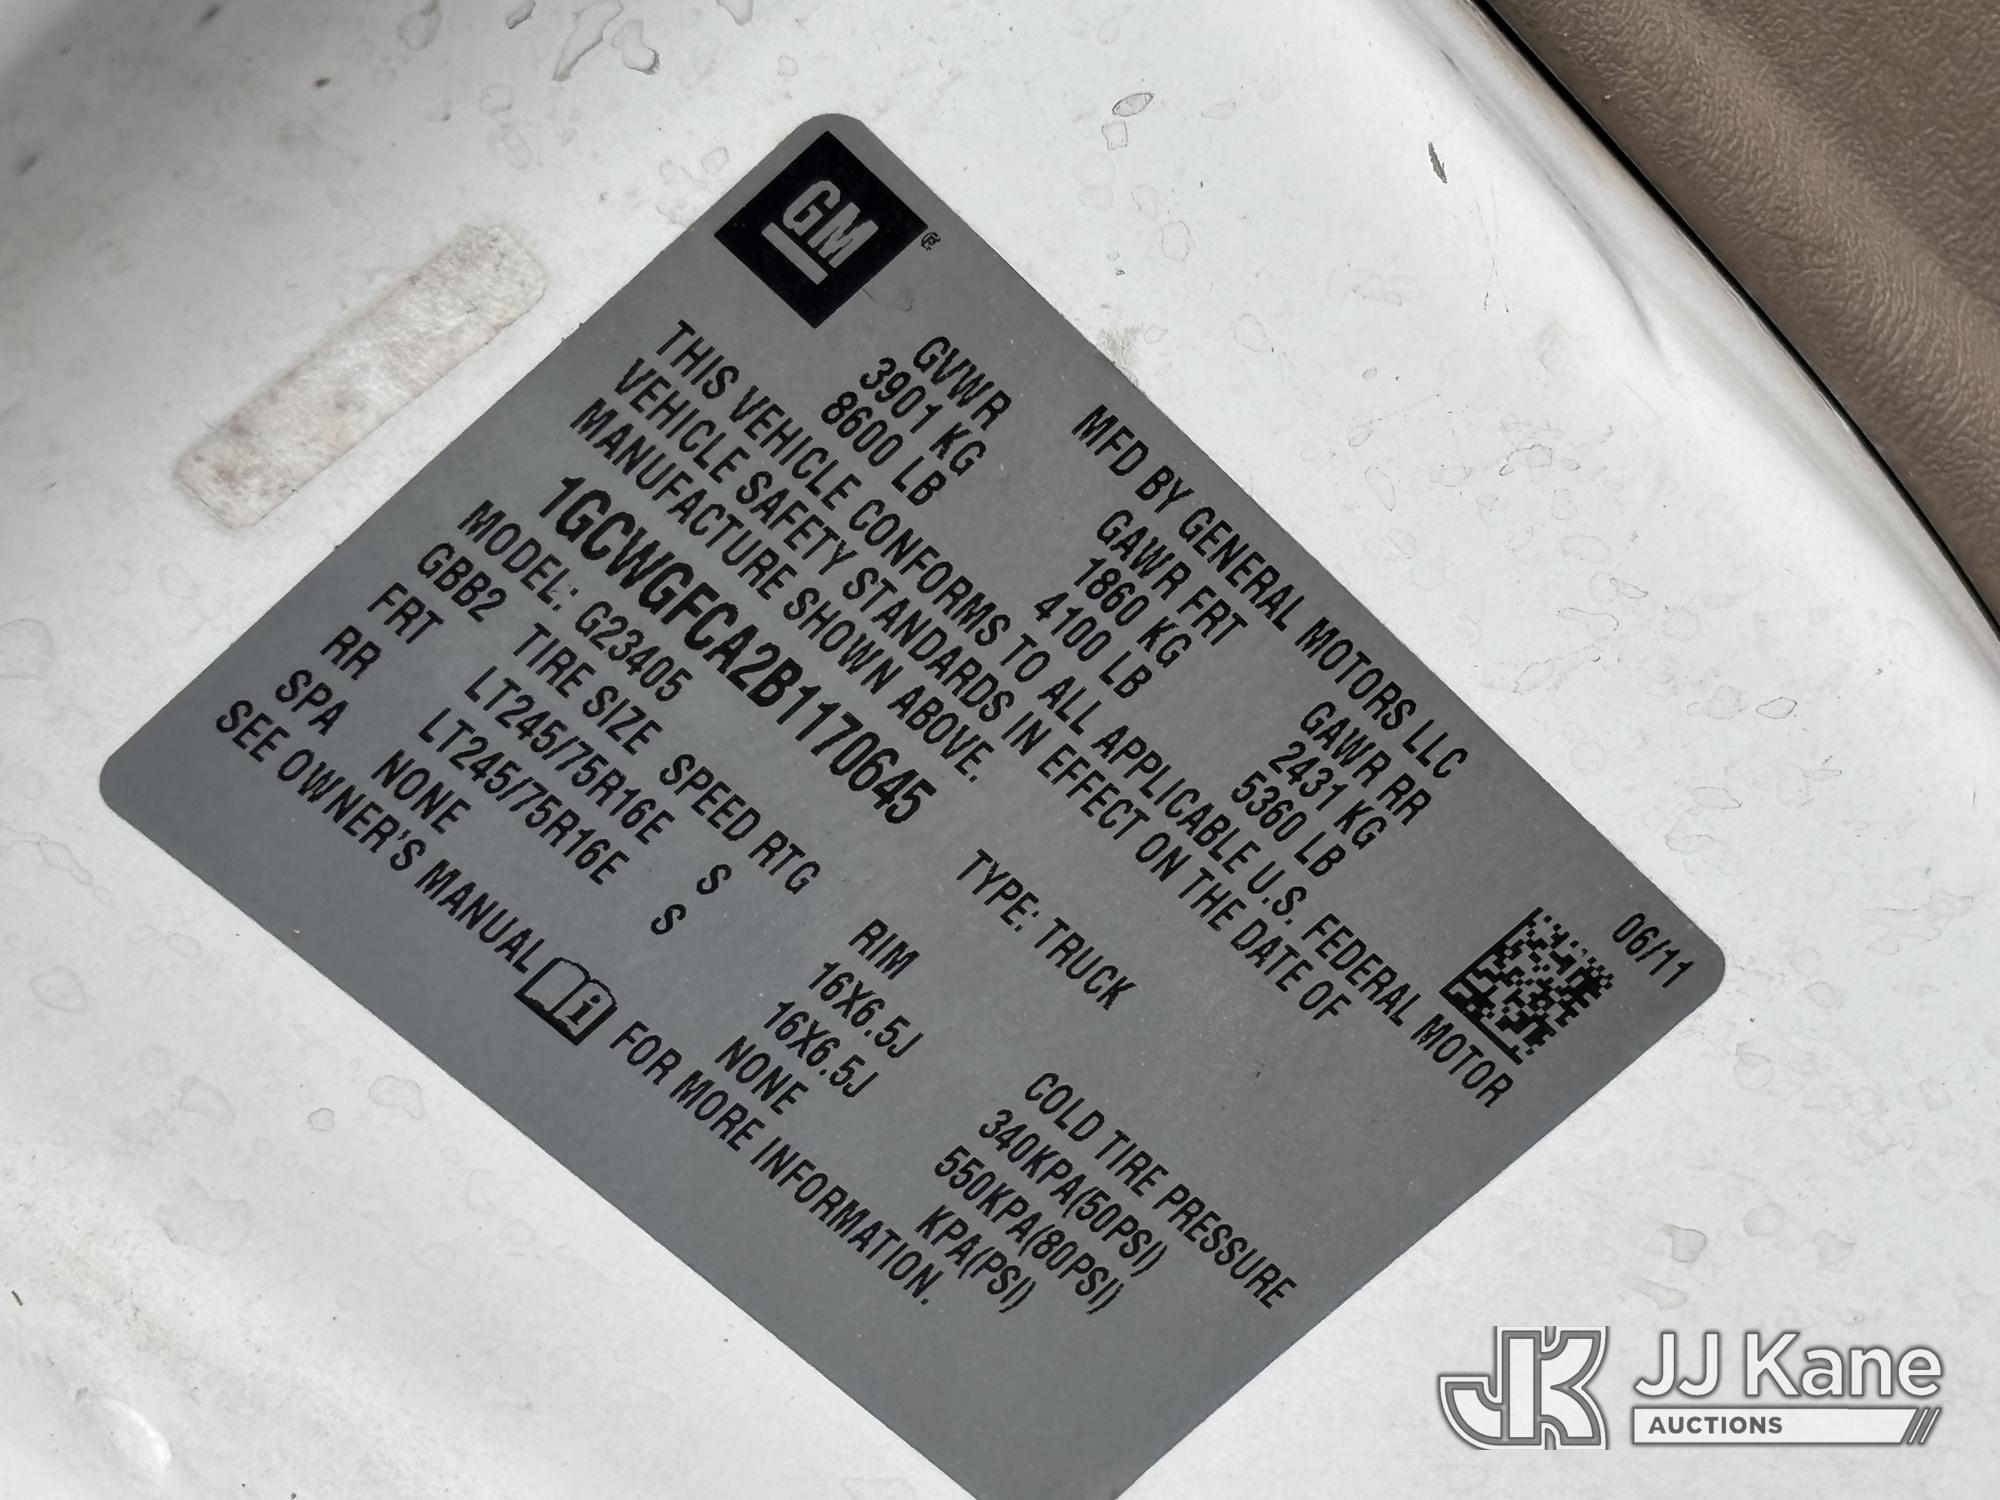 GM ®
MFD BY GENERAL MOTORS LLC 06/11
GVWR GAWR FRT GAWR RR
3901 KG 1860 KG 2431 KG
8600 LB 4100 LB 5360 LB
THIS VEHICLE CONFORMS TO ALL APPLICABLE U.S. FEDERAL MOTOR
VEHICLE SAFETY STANDARDS IN EFFECT ON THE DATE OF
MANUFACTURE SHOWN ABOVE.
1GCWGFCA2B1170645 TYPE: TRUCK
MODEL: G23405
GBB2 TIRE SIZE SPEED RTG RIM COLD TIRE PRESSURE
FRT LT245/75R16E S 16X6.5J 340KPA(50PSI)
RR LT245/75R16E S 16X6.5J 550KPA(80PSI)
SPA NONE NONE KPA(PSI)
SEE OWNER'S MANUAL i FOR MORE INFORMATION.
JK JJ Kane
AUCTIONS